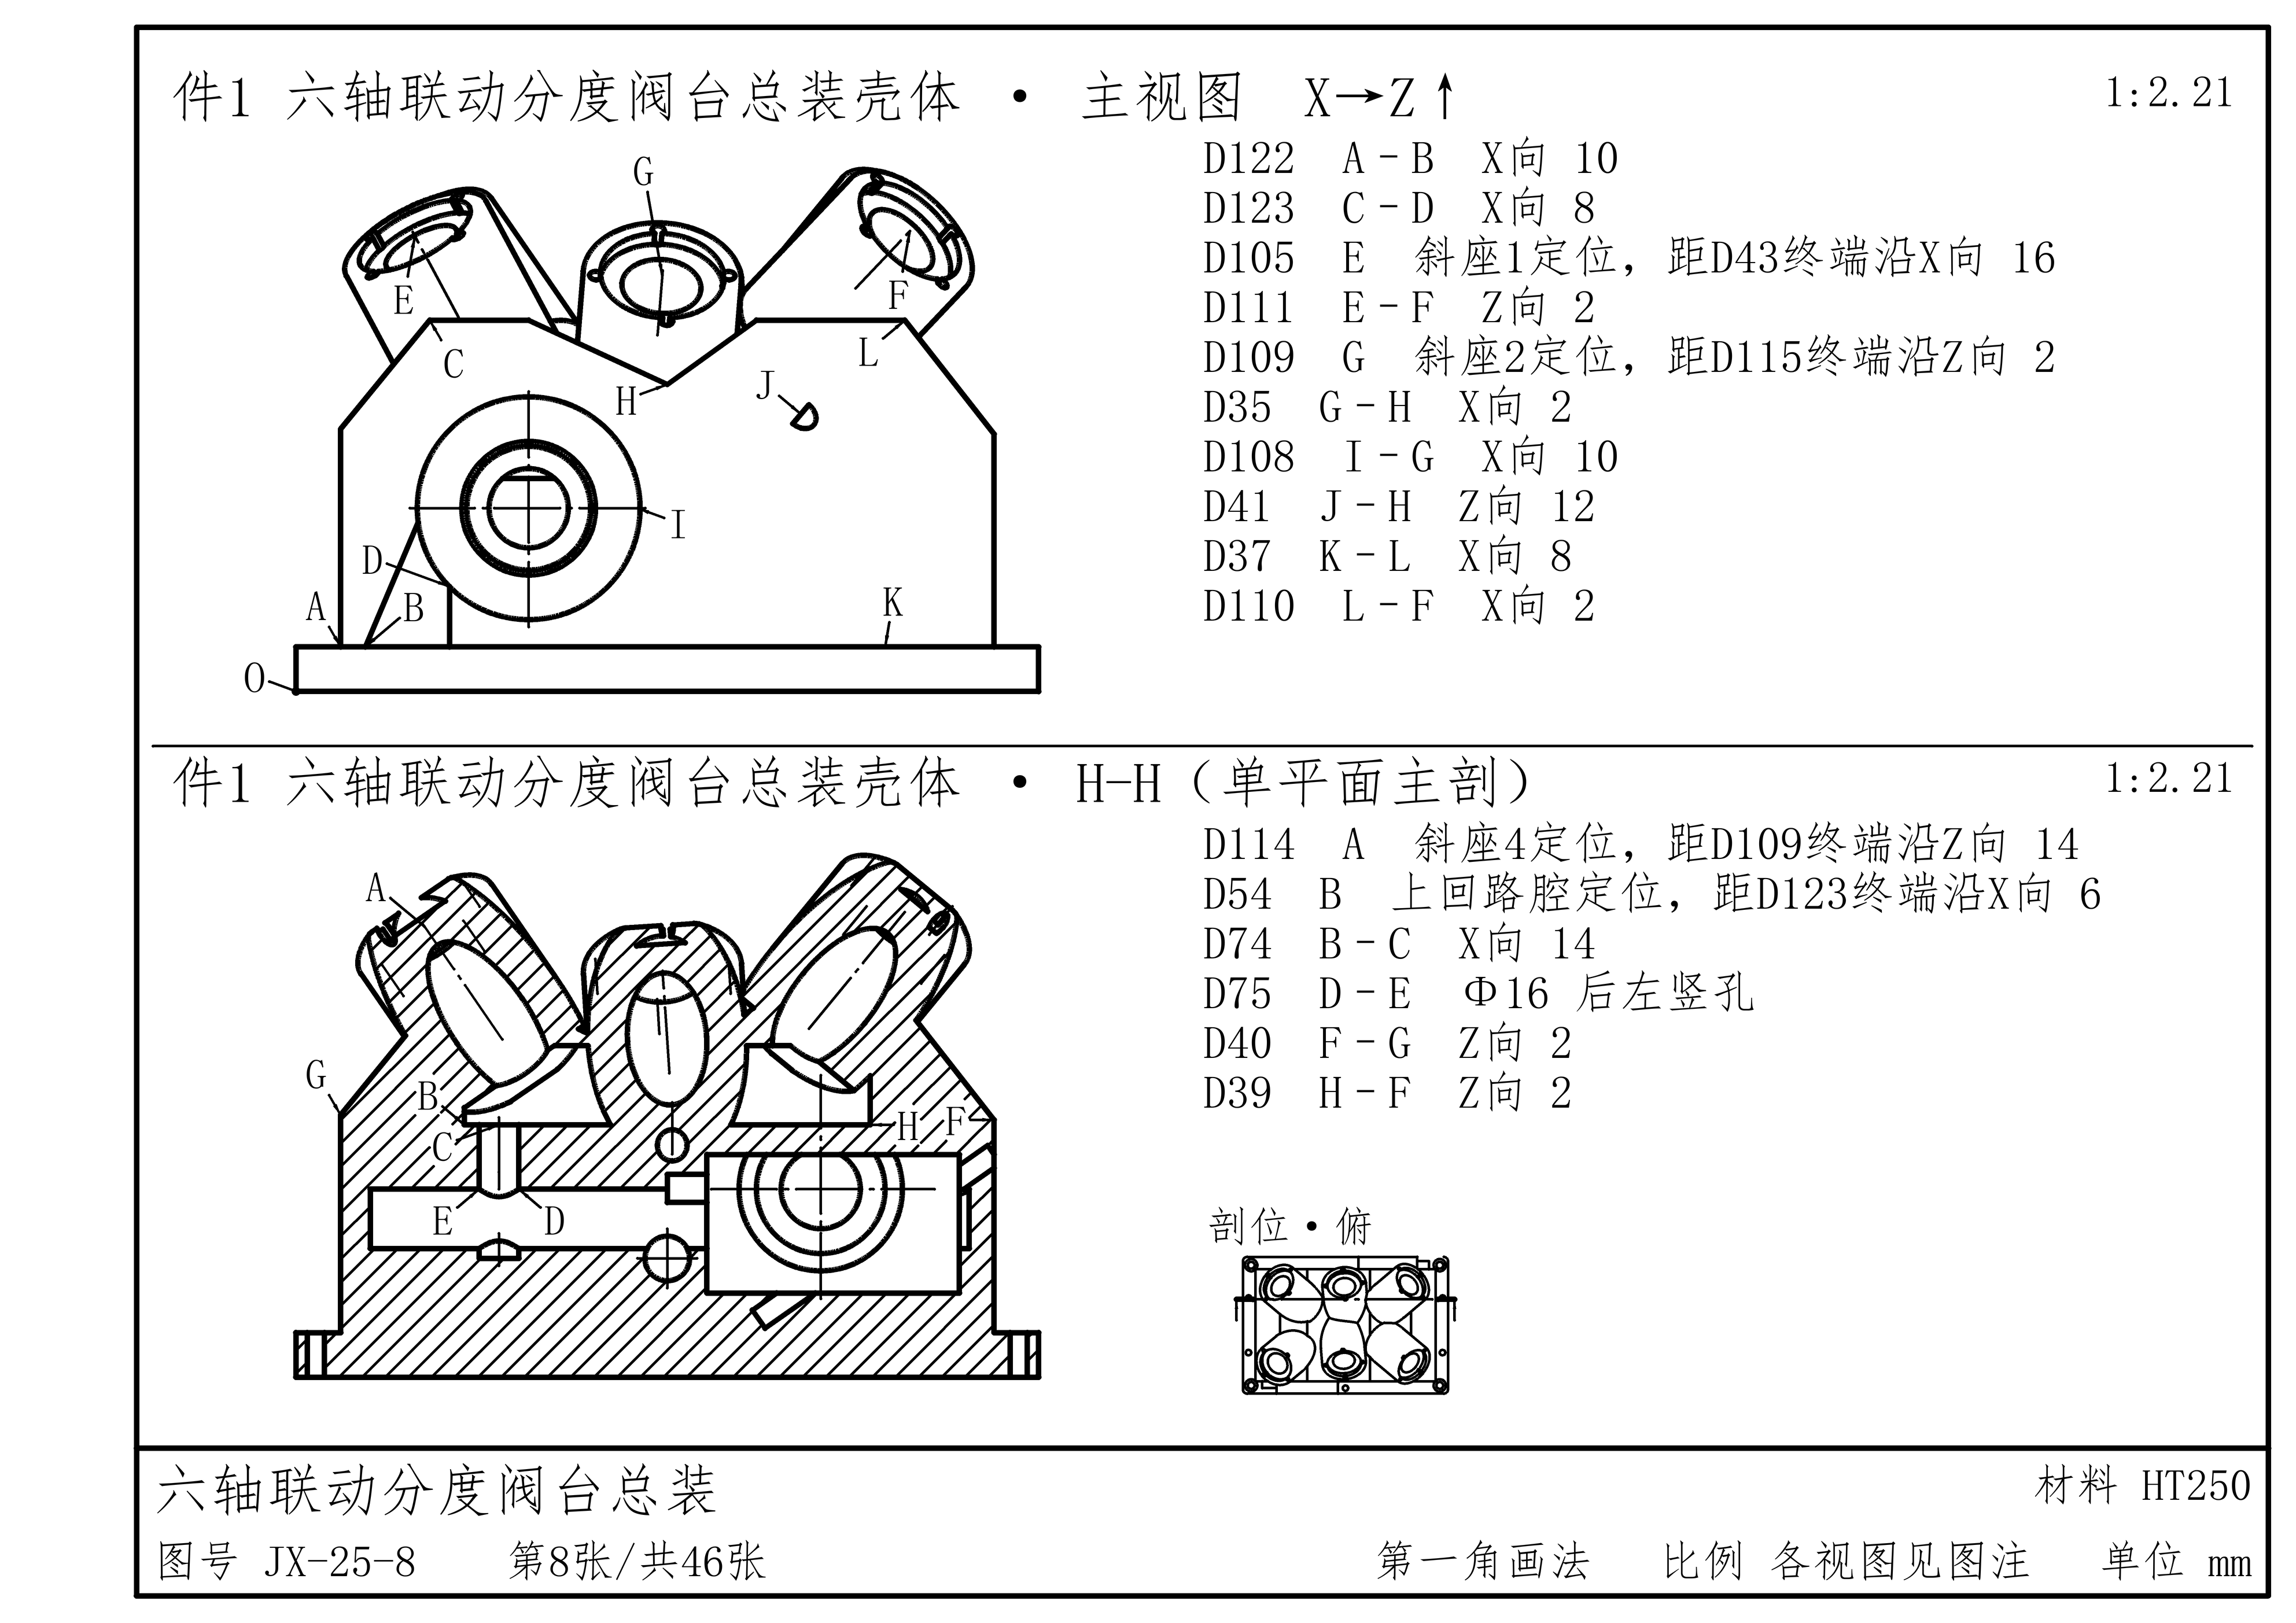 件1 六轴联动分度阀台总装壳体 · 主视图 X→Z↑ 1:2.21
D122 A-B X向 10
D123 C-D X向 8
D105 E 斜座1定位，距D43终端沿X向 16
D111 E-F Z向 2
D109 G 斜座2定位，距D115终端沿Z向 2
D35 G-H X向 2
D108 I-G X向 10
D41 J-H Z向 12
D37 K-L X向 8
D110 L-F X向 2
G
E
F
C
L
H
J
I
D
A
B
K
O
件1 六轴联动分度阀台总装壳体 · H-H（单平面主剖） 1:2.21
D114 A 斜座4定位，距D109终端沿Z向 14
D54 B 上回路腔定位，距D123终端沿X向 6
D74 B-C X向 14
D75 D-E Φ16 后左竖孔
D40 F-G Z向 2
D39 H-F Z向 2
A
G
B
C
H
F
E
D
剖位·俯
六轴联动分度阀台总装 材料 HT250
图号 JX-25-8 第8张/共46张 第一角画法 比例 各视图见图注 单位 mm